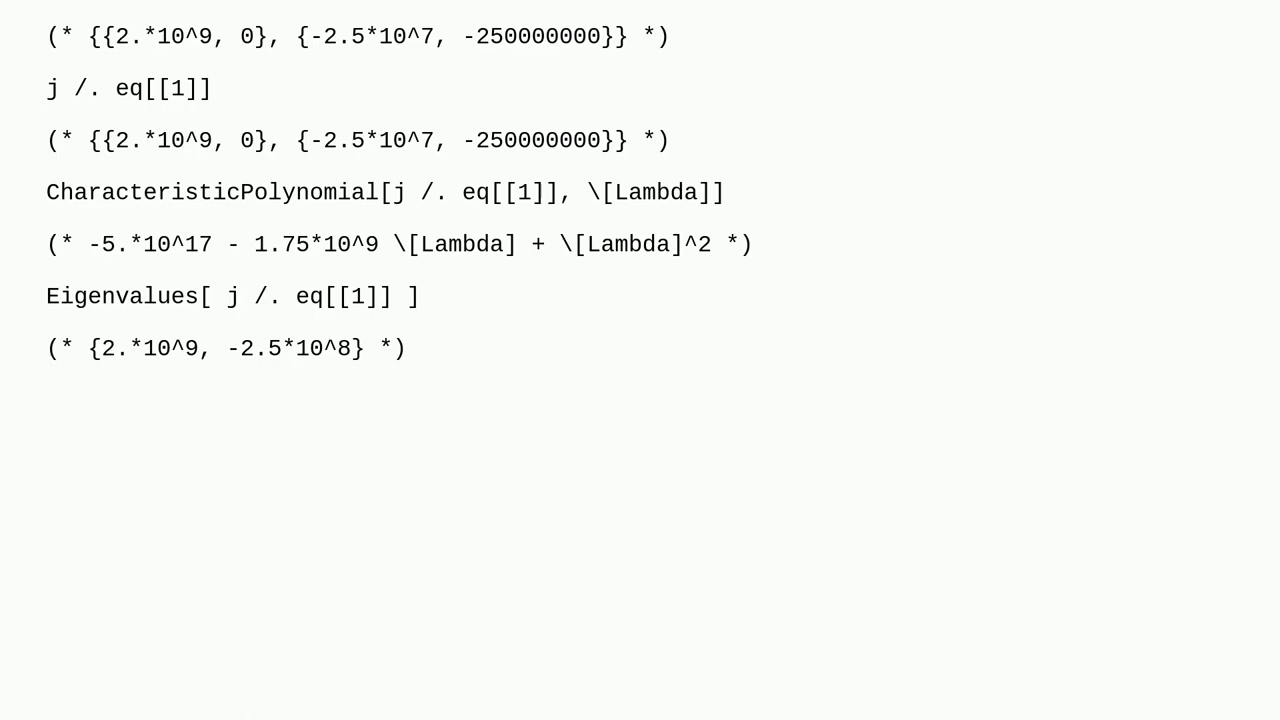 (* {{2.*10^9, 0}, {-2.5*10^7, -250000000}} *)
j /. eq[[1]]
(* {{2.*10^9, 0}, {-2.5*10^7, -250000000}} *)
CharacteristicPolynomial[j /. eq[[1]], \[Lambda]]
(* -5.*10^17 - 1.75*10^9 \[Lambda] + \[Lambda]^2 *)
Eigenvalues[ j /. eq[[1]] ]
(* {2.*10^9, -2.5*10^8} *)